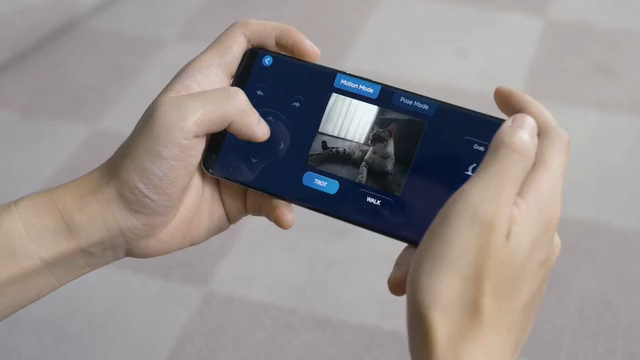 Motion Mode
Pose Mode
Grab
TROT
WALK